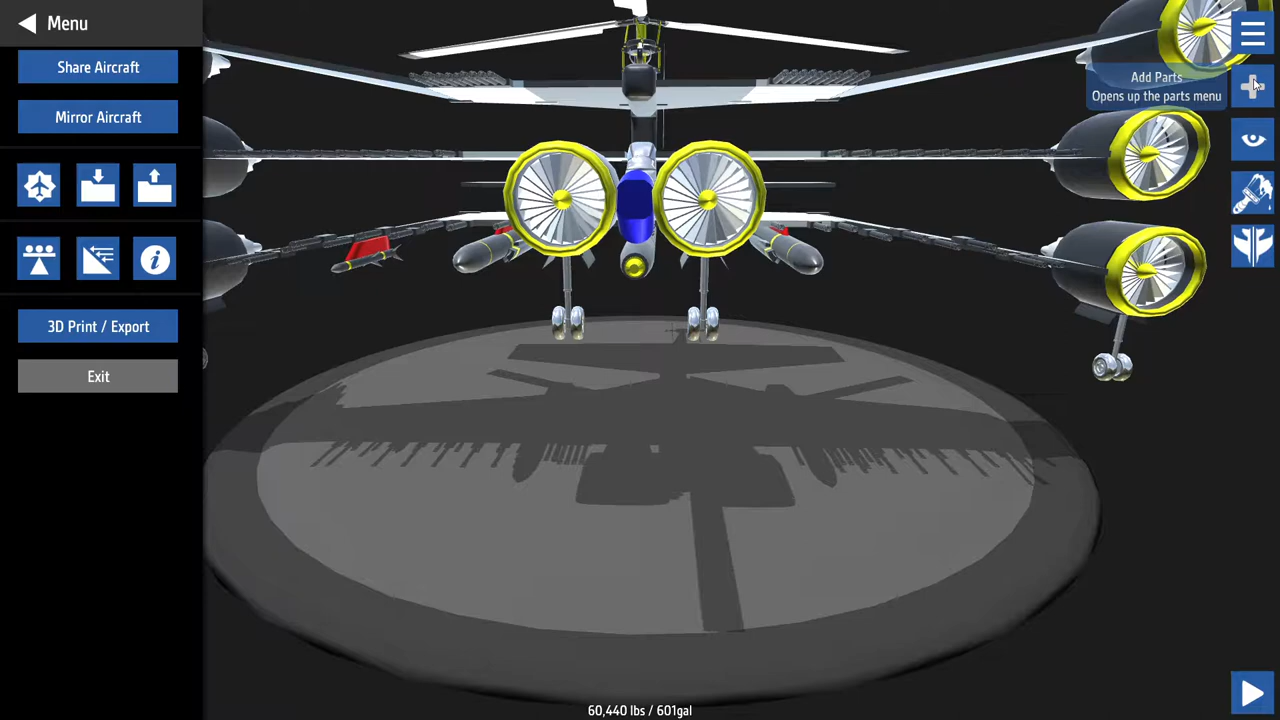 Menu
Share Aircraft
Mirror Aircraft
3D Print / Export
Exit
Add Parts
Opens up the parts menu
60,440 lbs / 601gal